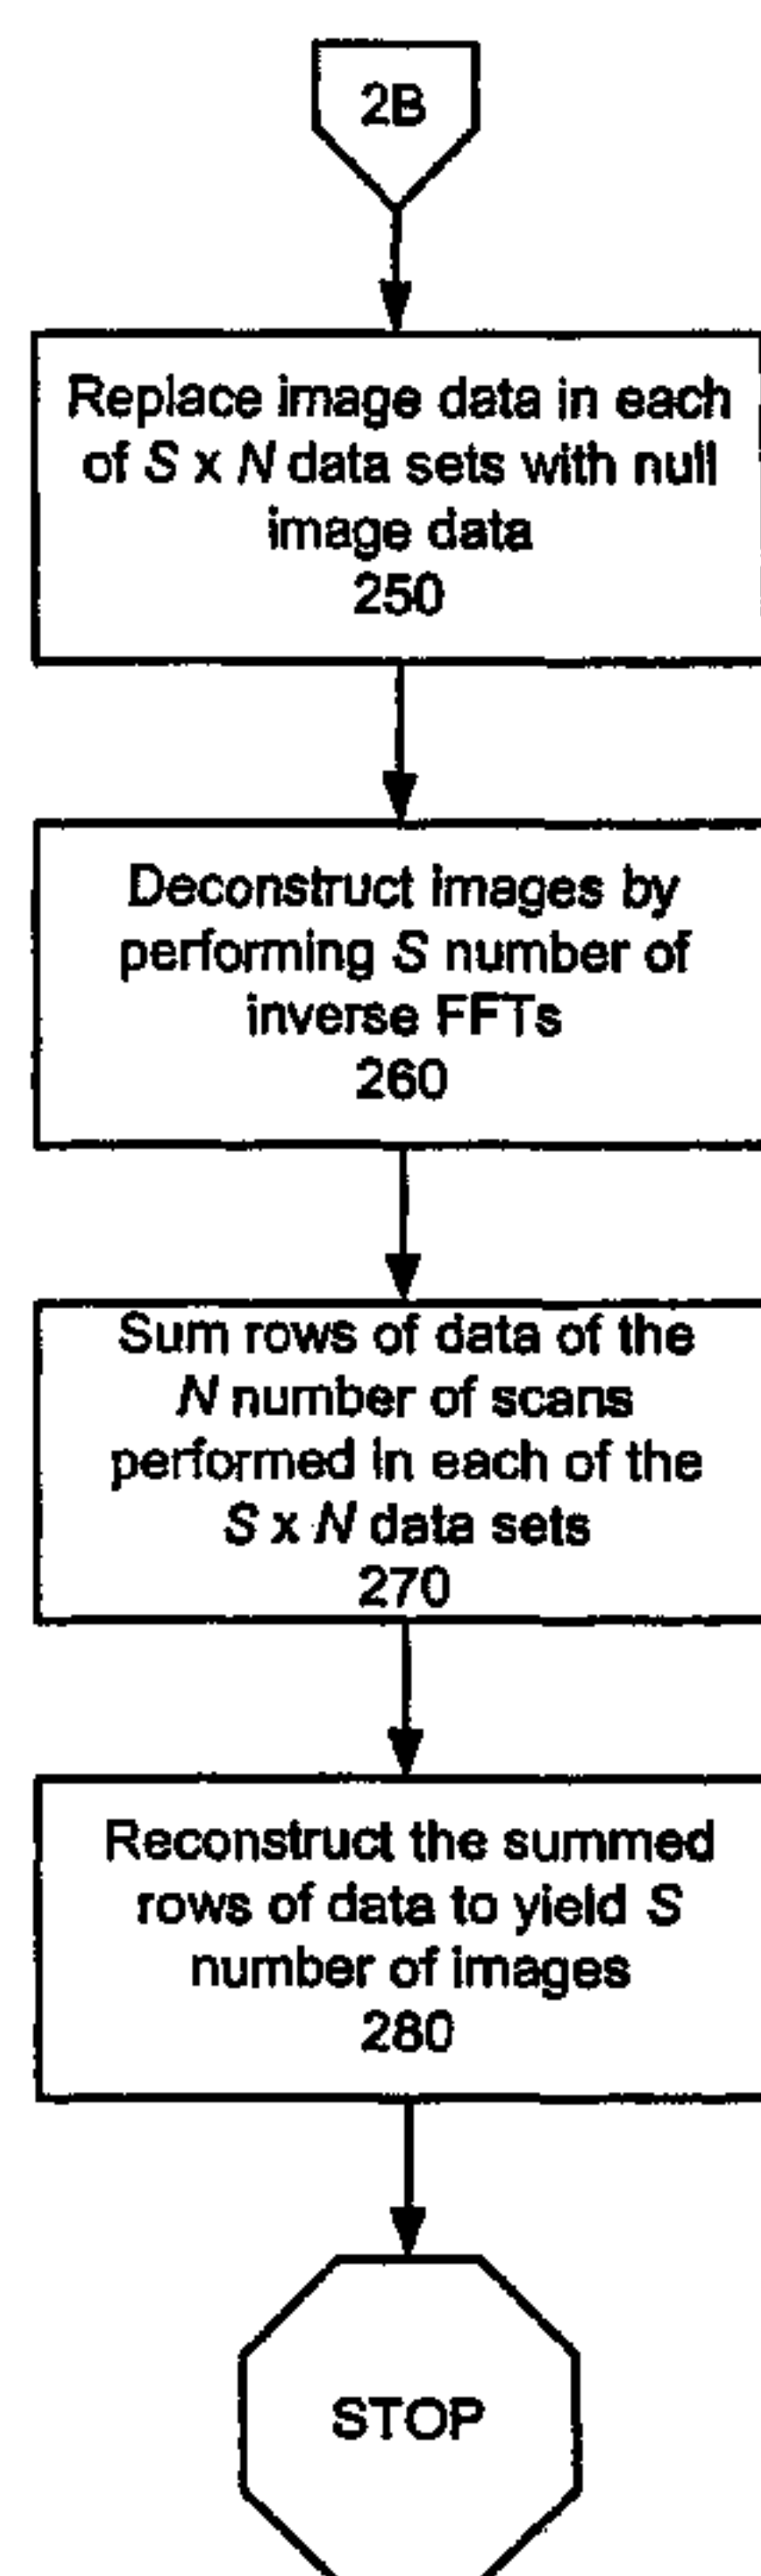 2B
Replace image data in each
of S x N data sets with null
image data
250
Deconstruct images by
performing S number of
inverse FFTs
260
Sum rows of data of the
N number of scans
performed in each of the
S x N data sets
270
Reconstruct the summed
rows of data to yield S
number of images
280
STOP